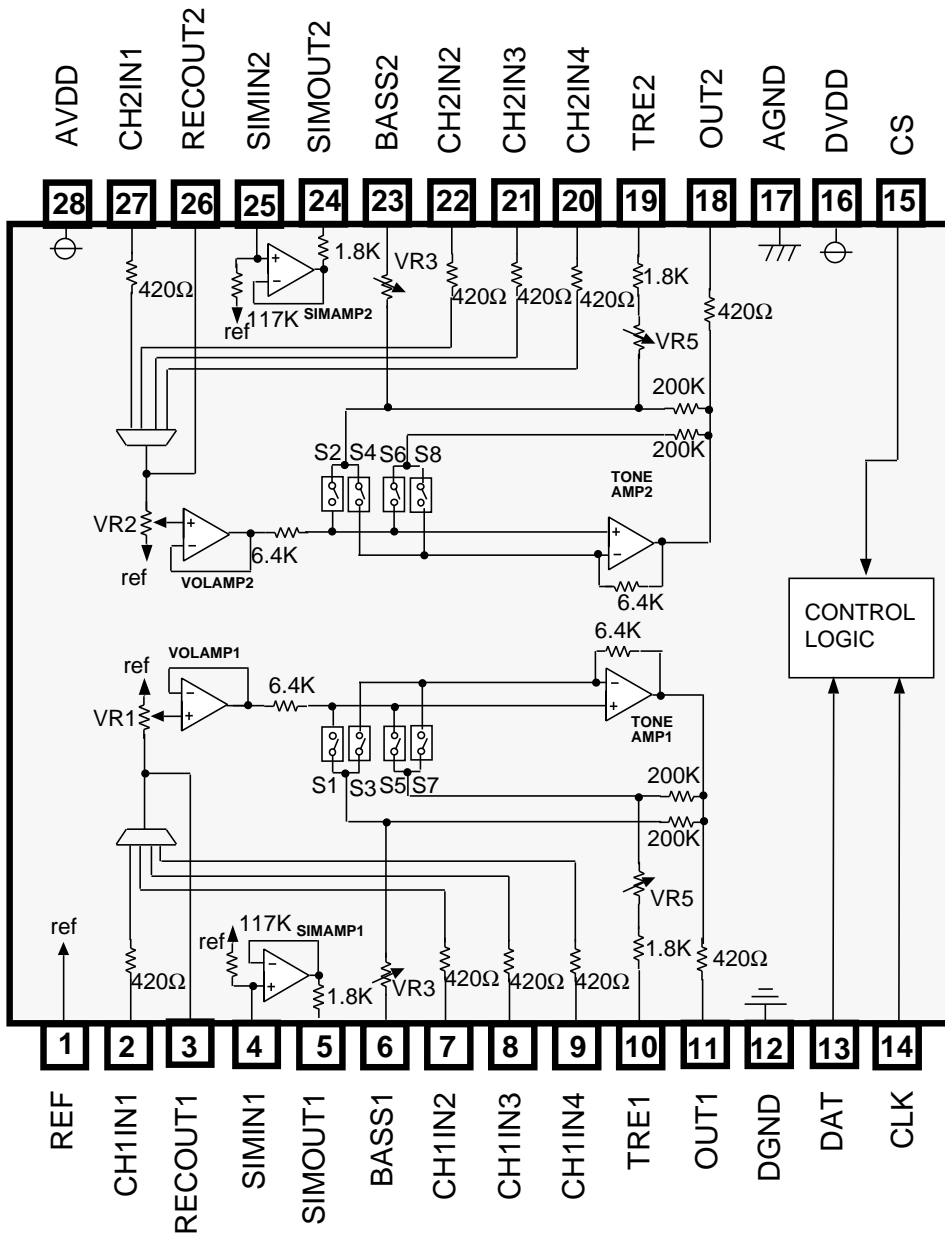 AVDD
CH2IN1
RECOUT2
SIMIN2
SIMOUT2
BASS2
CH2IN2
CH2IN3
CH2IN4
TRE2
OUT2
AGND
DVDD
CS
28
27
26
25
24
23
22
21
20
19
18
17
16
15
1.8K
VR3
1.8K
420Ω
420Ω
420Ω
420Ω
420Ω
117K
SIMAMP2
ref
VR5
200K
200K
S2
S4
S6
S8
TONE
AMP2
VR2
ref
6.4K
VOLAMP2
6.4K
CONTROL
LOGIC
6.4K
VOLAMP1
ref
6.4K
VR1
TONE
AMP1
S1
S3
S5
S7
200K
200K
VR5
ref
117K
SIMAMP1
ref
1.8K
420Ω
1.8K
VR3
420Ω
420Ω
420Ω
420Ω
1
2
3
4
5
6
7
8
9
10
11
12
13
14
REF
CH1IN1
RECOUT1
SIMIN1
SIMOUT1
BASS1
CH1IN2
CH1IN3
CH1IN4
TRE1
OUT1
DGND
DAT
CLK